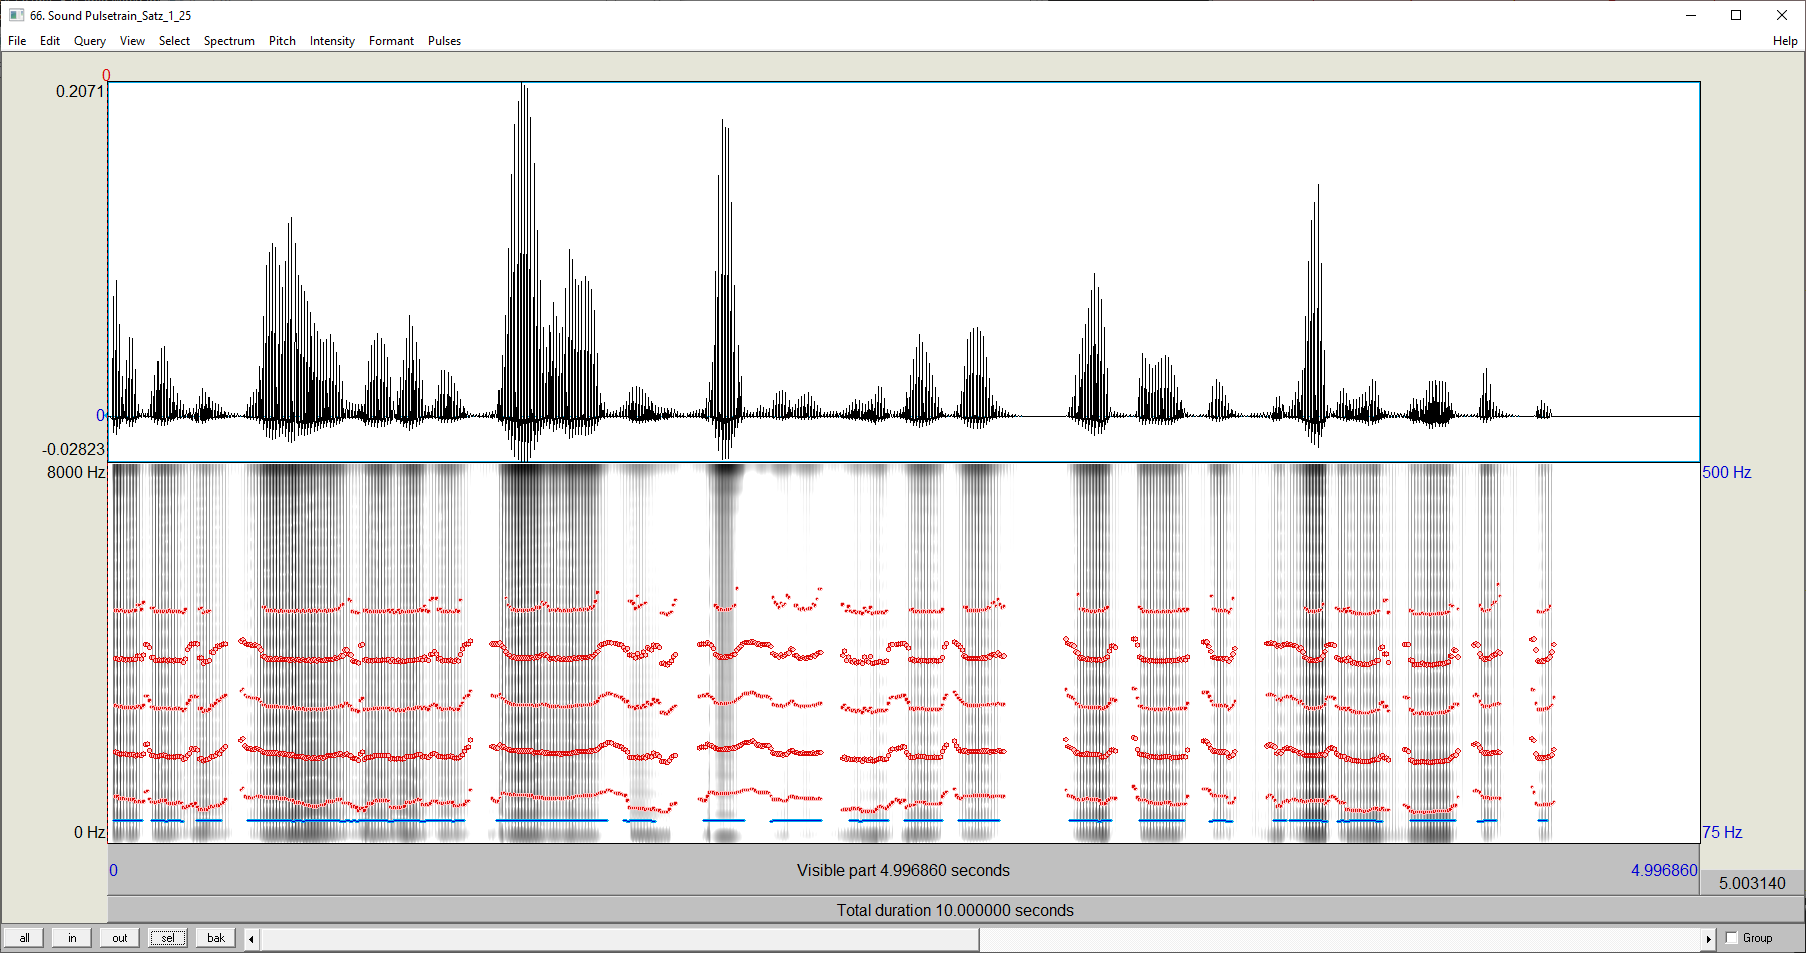 66. Sound Pulsetrain_Satz_1_25
File Edit Query View Select Spectrum Pitch Intensity Formant Pulses Help
0
0.2071
0
-0.02823
8000 Hz 500 Hz
0 Hz 75 Hz
0 Visible part 4.996860 seconds 4.996860
5.003140
Total duration 10.000000 seconds
all in out sel bak Group